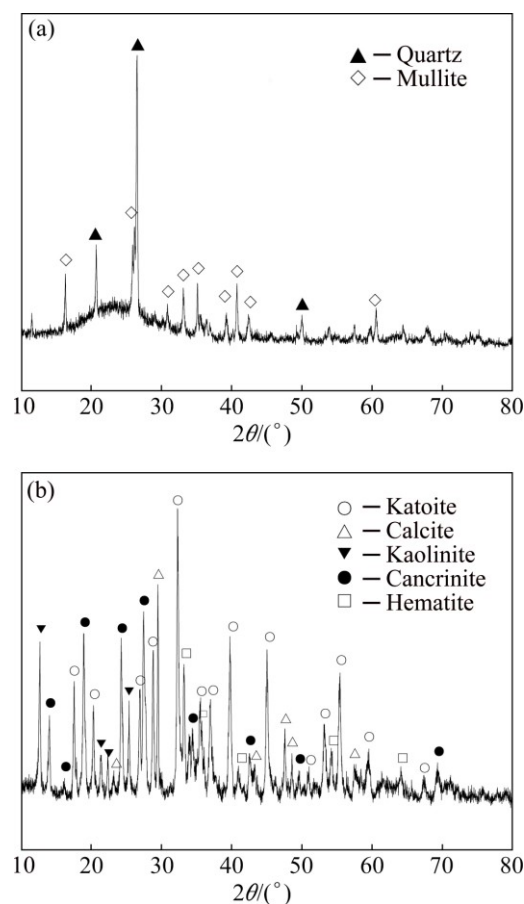 (a)
▲ — Quartz
◇ — Mullite
10 20 30 40 50 60 70 80
2θ/(°)
(b)
○ — Katoite
△ — Calcite
▼ — Kaolinite
● — Cancrinite
□ — Hematite
10 20 30 40 50 60 70 80
2θ/(°)